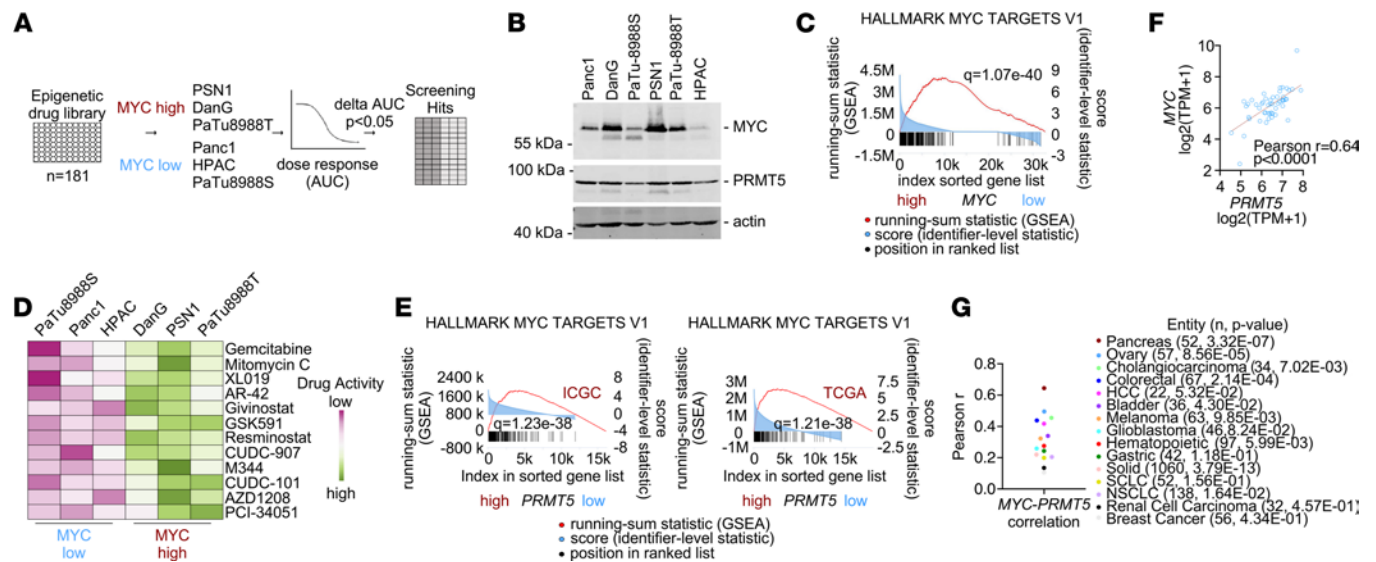 A
Epigenetic
drug library
n=181
MYC high
MYC low
PSN1
DanG
PaTu8988T
Panc1
HPAC
PaTu8988S
dose response
(AUC)
delta AUC
p<0.05
Screening
Hits
B
Panc1
DanG
PaTu-8988S
PSN1
PaTu-8988T
HPAC
- MYC
55 kDa -
100 kDa -
- PRMT5
- actin
40 kDa -
C
HALLMARK MYC TARGETS V1
running-sum statistic
(GSEA)
4.5M
3M
1.5M
0
-1.5M
q=1.07e-40
9
6
3
0
-3
score
(identifier-level statistic)
0
10k
20k
30k
index sorted gene list
high MYC low
running-sum statistic (GSEA)
score (identifier-level statistic)
position in ranked list
F
MYC
log2(TPM+1)
10
8
6
4
2
Pearson r=0.64
p<0.0001
4 5 6 7 8
PRMT5
log2(TPM+1)
D
PaTu8988S
Panc1
HPAC
DanG
PSN1
PaTu8988T
Gemcitabine
Mitomycin C
XL019
AR-42
Givinostat
GSK591
Resminostat
CUDC-907
M344
CUDC-101
AZD1208
PCI-34051
Drug Activity
low
high
MYC
low
MYC
high
E
HALLMARK MYC TARGETS V1
running-sum statistic
(GSEA)
2400 k
1600 k
800 k
0 k
-800 k
ICGC
q=1.23e-38
8
4
0
-4
-8
score
(identifier-level statistic)
0
5k
10k
15k
Index in sorted gene list
high PRMT5 low
HALLMARK MYC TARGETS V1
running-sum statistic
(GSEA)
3M
2M
1M
0
-1M
TCGA
q=1.21e-38
7.5
5
2.5
0
-2.5
score
(identifier-level statistic)
0
5k
10k
15k
Index in sorted gene list
high PRMT5 low
running-sum statistic (GSEA)
score (identifier-level statistic)
position in ranked list
G
Pearson r
0.8
0.6
0.4
0.2
0.0
MYC-PRMT5
correlation
Entity (n, p-value)
Pancreas (52, 3.32E-07)
Ovary (57, 8.56E-05)
Cholangiocarcinoma (34, 7.02E-03)
Colorectal (67, 2.14E-04)
HCC (22, 5.32E-02)
Bladder (36, 4.30E-02)
Melanoma (63, 9.85E-03)
Glioblastoma (46,8.24E-02)
Hematopoietic (97, 5.99E-03)
Gastric (42, 1.18E-01)
Solid (1060, 3.79E-13)
SCLC (52, 1.56E-01)
NSCLC (138, 1.64E-02)
Renal Cell Carcinoma (32, 4.57E-01)
Breast Cancer (56, 4.34E-01)